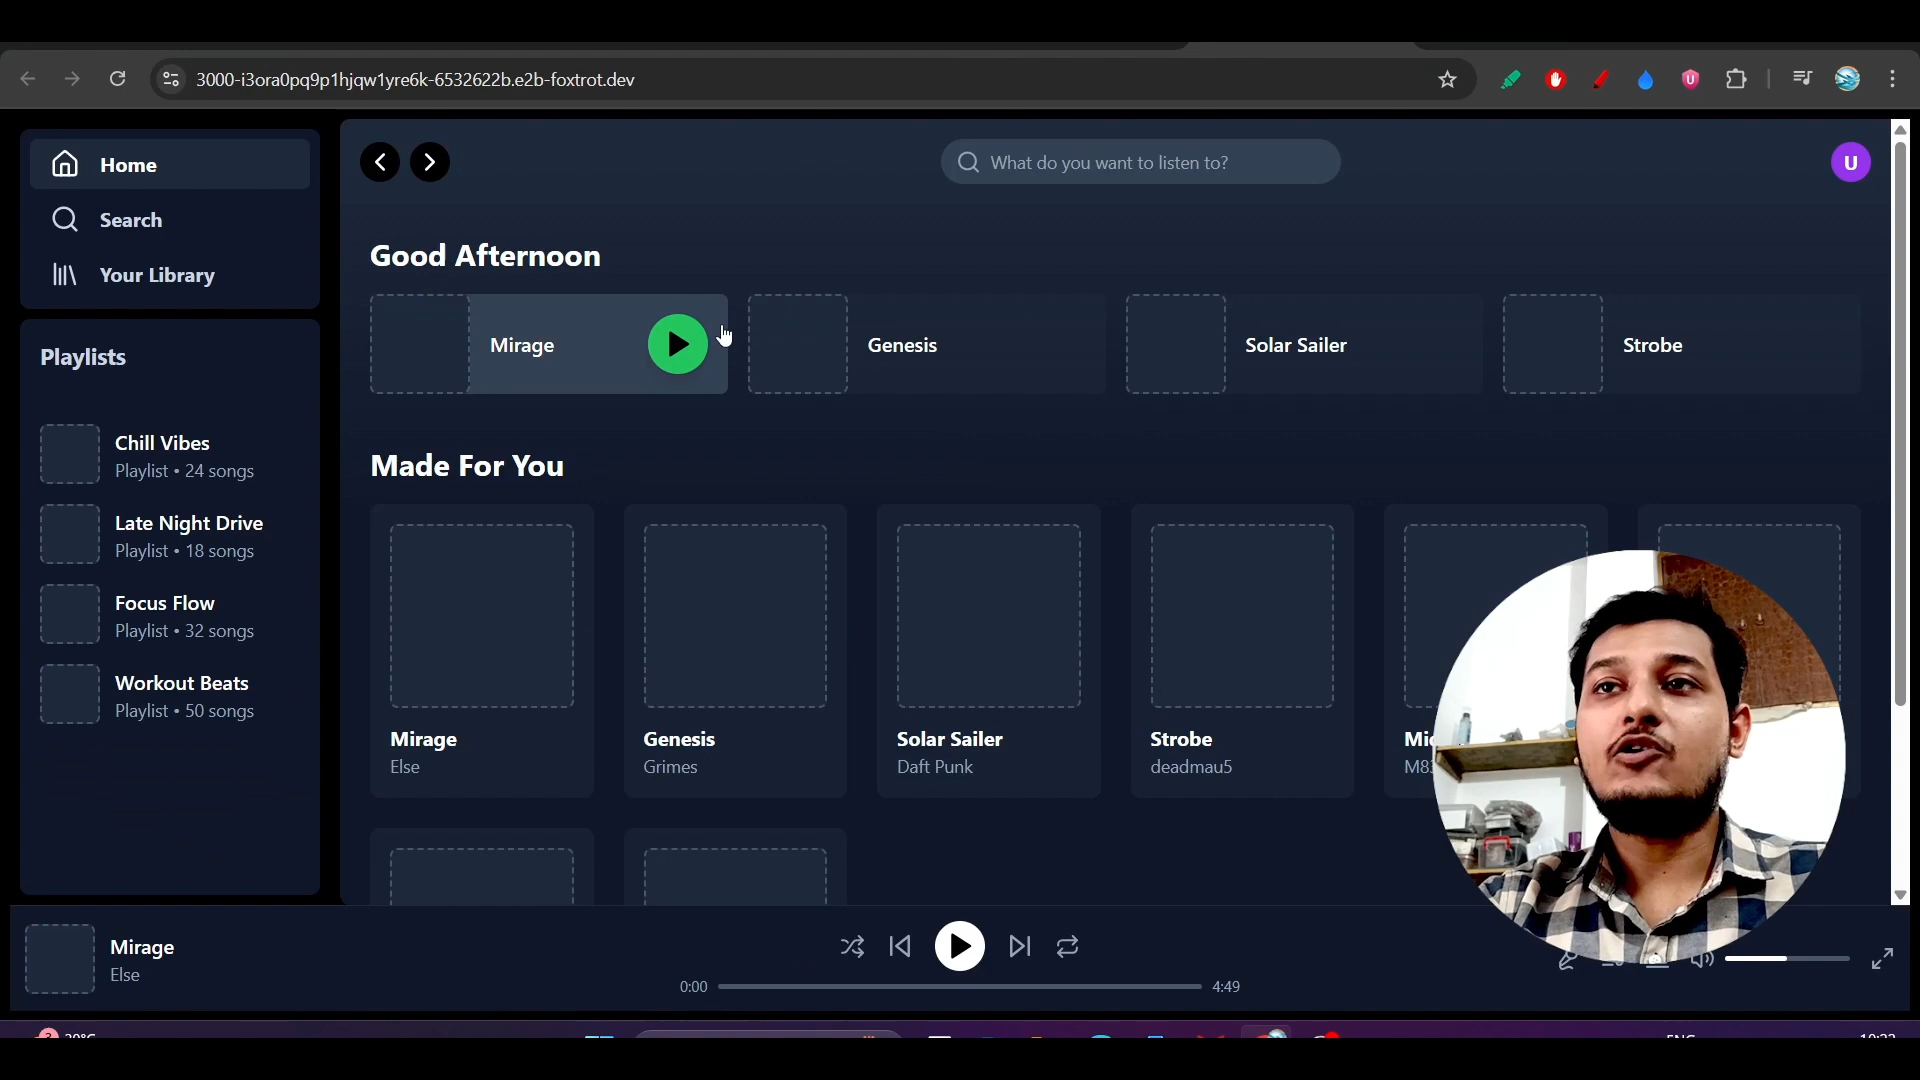 3000-i3ora0pq9p1hjqw1yre6k-6532622b.e2b-foxtrot.dev
Home
Search
Your Library
Playlists
Chill Vibes
Playlist • 24 songs
Late Night Drive
Playlist • 18 songs
Focus Flow
Playlist • 32 songs
Workout Beats
Playlist • 50 songs
What do you want to listen to?
U
Good Afternoon
Mirage
Genesis
Solar Sailer
Strobe
Made For You
Mirage
Else
Genesis
Grimes
Solar Sailer
Daft Punk
Strobe
deadmau5
Mirage
Else
0:00
4:49